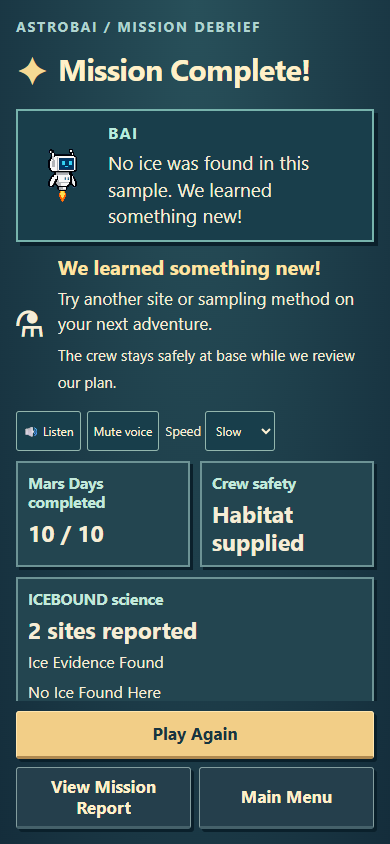 ASTROBAI / MISSION DEBRIEF
Mission Complete!
BAI
No ice was found in this
sample. We learned
something new!
We learned something new!
Try another site or sampling method on
your next adventure.
The crew stays safely at base while we review
our plan.
Listen
Mute voice
Speed
Slow
Mars Days
completed
10 / 10
Crew safety
Habitat
supplied
ICEBOUND science
2 sites reported
Ice Evidence Found
No Ice Found Here
Play Again
View Mission
Report
Main Menu